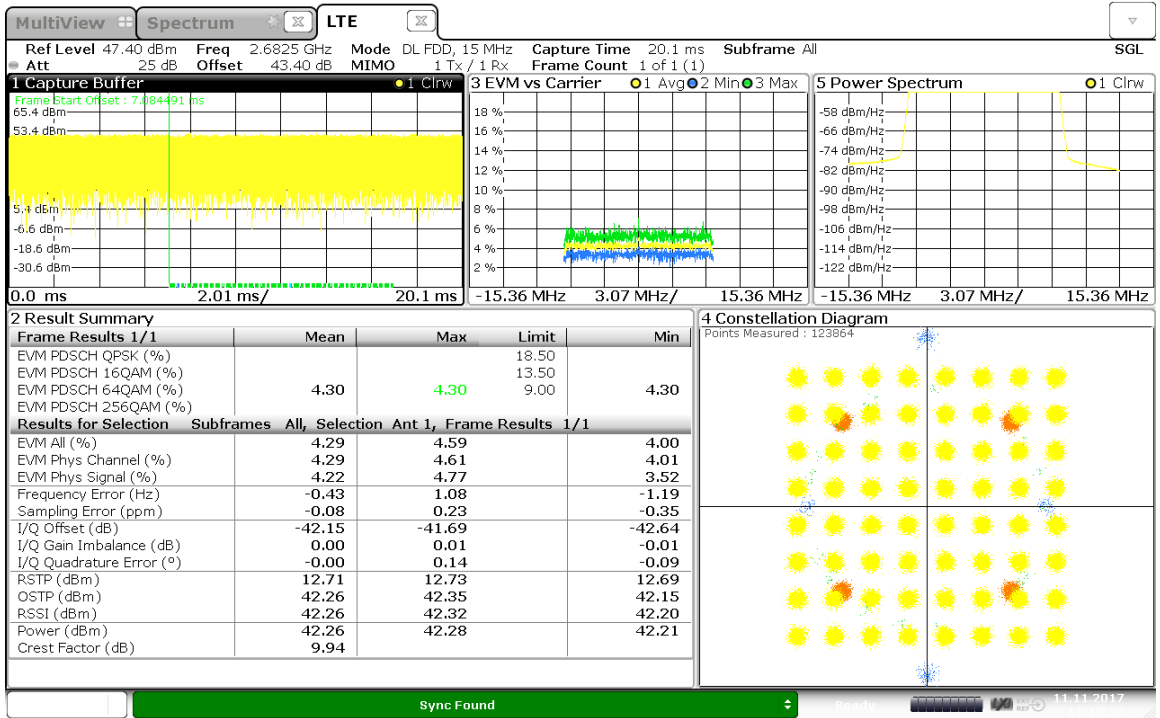 MultiView Spectrum LTE
Ref Level 47.40 dBm Freq 2.6825 GHz Mode DL FDD, 15 MHz Capture Time 20.1 ms Subframe All SGL
Att 25 dB Offset 43.40 dB MIMO 1 Tx / 1 Rx Frame Count 1 of 1 (1)
1 Capture Buffer 1 Clrw
Frame Start Offset : 7.084491 ms
65.4 dBm
53.4 dBm
5.4 dBm
-6.6 dBm
-18.6 dBm
-30.6 dBm
0.0 ms 2.01 ms/ 20.1 ms
3 EVM vs Carrier 1 Avg 2 Min 3 Max
18 %
16 %
14 %
12 %
10 %
8 %
6 %
4 %
2 %
-15.36 MHz 3.07 MHz/ 15.36 MHz
5 Power Spectrum 1 Clrw
-58 dBm/Hz
-66 dBm/Hz
-74 dBm/Hz
-82 dBm/Hz
-90 dBm/Hz
-98 dBm/Hz
-106 dBm/Hz
-114 dBm/Hz
-122 dBm/Hz
-15.36 MHz 3.07 MHz/ 15.36 MHz
2 Result Summary
Frame Results 1/1 Mean Max Limit Min
EVM PDSCH QPSK (%) 18.50
EVM PDSCH 16QAM (%) 13.50
EVM PDSCH 64QAM (%) 4.30 4.30 9.00 4.30
EVM PDSCH 256QAM (%)
Results for Selection Subframes All, Selection Ant 1, Frame Results 1/1
EVM All (%) 4.29 4.59 4.00
EVM Phys Channel (%) 4.29 4.61 4.01
EVM Phys Signal (%) 4.22 4.77 3.52
Frequency Error (Hz) -0.43 1.08 -1.19
Sampling Error (ppm) -0.08 0.23 -0.35
I/Q Offset (dB) -42.15 -41.69 -42.64
I/Q Gain Imbalance (dB) 0.00 0.01 -0.01
I/Q Quadrature Error (°) -0.00 0.14 -0.09
RSTP (dBm) 12.71 12.73 12.69
OSTP (dBm) 42.26 42.35 42.15
RSSI (dBm) 42.26 42.32 42.20
Power (dBm) 42.26 42.28 42.21
Crest Factor (dB) 9.94
4 Constellation Diagram
Points Measured : 123864
Sync Found
Ready
LXI EXT REF 11.11.2017